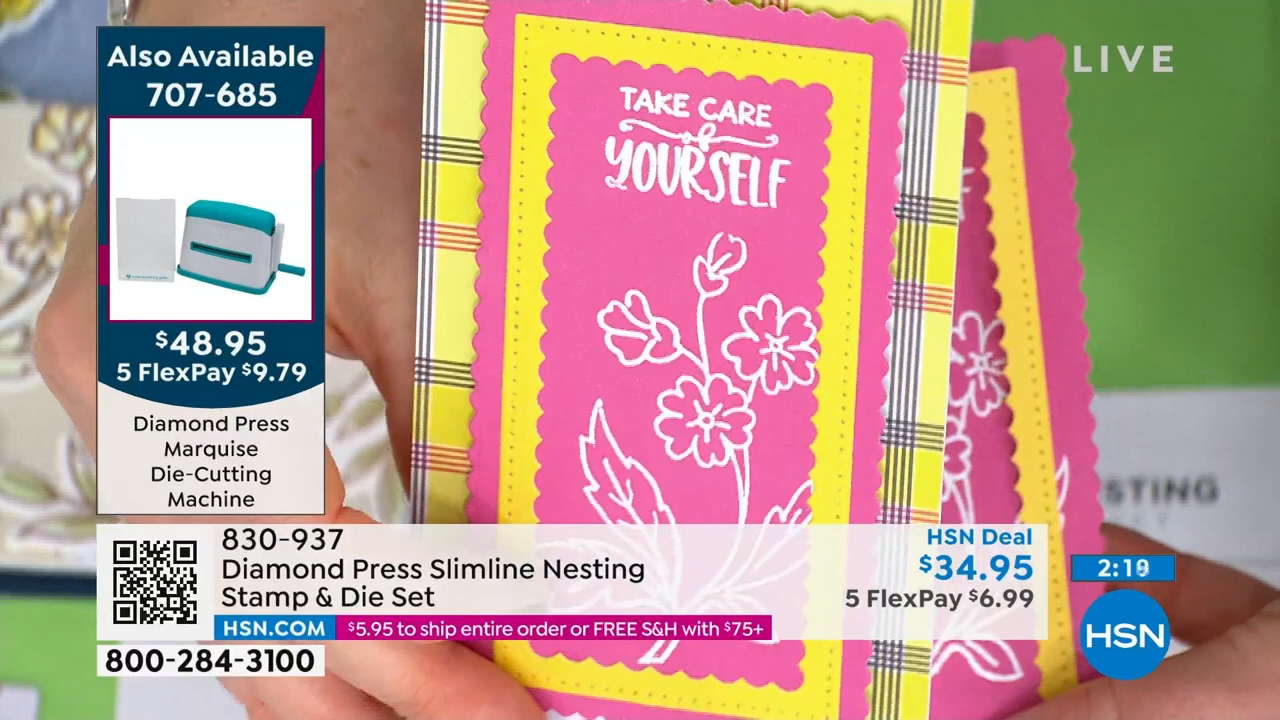 Also Available
707-685
$48.95
5 FlexPay $9.79
Diamond Press
Marquise
Die-Cutting
Machine
LIVE
TAKE CARE
YOURSELF
STING
830-937
Diamond Press Slimline Nesting
Stamp & Die Set
HSN Deal
$34.95
5 FlexPay $6.99
HSN.COM
$5.95 to ship entire order or FREE S&H with $75+
800-284-3100
HSN